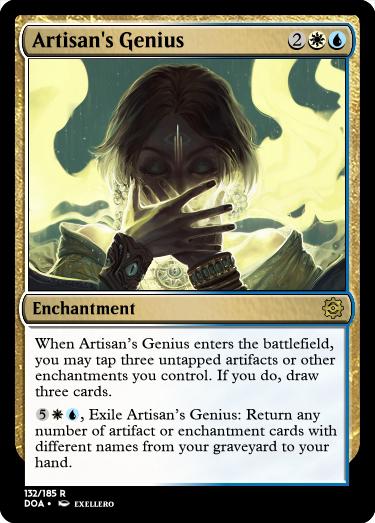 Artisan's Genius 2
Enchantment
When Artisan's Genius enters the battlefield,
you may tap three untapped artifacts or other
enchantments you control. If you do, draw
three cards.
5, Exile Artisan's Genius: Return any
number of artifact or enchantment cards with
different names from your graveyard to your
hand.
132/185 R
DOA • EXELLERO